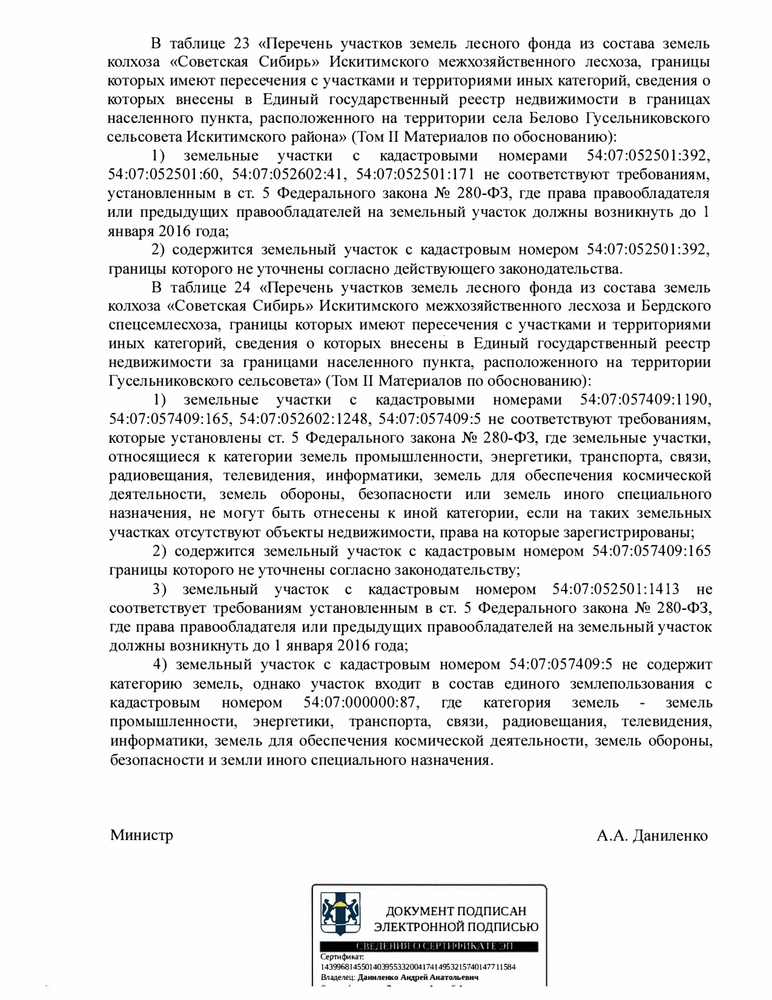 В таблице 23 «Перечень участков земель лесного фонда из состава земель
колхоза «Советская Сибирь» Искитимского межхозяйственного лесхоза, границы
которых имеют пересечения с участками и территориями иных категорий, сведения о
которых внесены в Единый государственный реестр недвижимости в границах
населенного пункта, расположенного на территории села Белово Гусельниковского
сельсовета Искитимского района» (Том II Материалов по обоснованию):
1) земельные участки с кадастровыми номерами 54:07:052501:392,
54:07:052501:60, 54:07:052602:41, 54:07:052501:171 не соответствуют требованиям,
установленным в ст. 5 Федерального закона № 280-ФЗ, где права правообладателя
или предыдущих правообладателей на земельный участок должны возникнуть до 1
января 2016 года;
2) содержится земельный участок с кадастровым номером 54:07:052501:392,
границы которого не уточнены согласно действующего законодательства.
В таблице 24 «Перечень участков земель лесного фонда из состава земель
колхоза «Советская Сибирь» Искитимского межхозяйственного лесхоза и Бердского
спецсемлесхоза, границы которых имеют пересечения с участками и территориями
иных категорий, сведения о которых внесены в Единый государственный реестр
недвижимости за границами населенного пункта, расположенного на территории
Гусельниковского сельсовета» (Том II Материалов по обоснованию):
1) земельные участки с кадастровыми номерами 54:07:057409:1190,
54:07:057409:165, 54:07:052602:1248, 54:07:057409:5 не соответствуют требованиям,
которые установлены ст. 5 Федерального закона № 280-ФЗ, где земельные участки,
относящиеся к категории земель промышленности, энергетики, транспорта, связи,
радиовещания, телевидения, информатики, земель для обеспечения космической
деятельности, земель обороны, безопасности или земель иного специального
назначения, не могут быть отнесены к иной категории, если на таких земельных
участках отсутствуют объекты недвижимости, права на которые зарегистрированы;
2) содержится земельный участок с кадастровым номером 54:07:057409:165
границы которого не уточнены согласно законодательству;
3) земельный участок с кадастровым номером 54:07:052501:1413 не
соответствует требованиям установленным в ст. 5 Федерального закона № 280-ФЗ,
где права правообладателя или предыдущих правообладателей на земельный участок
должны возникнуть до 1 января 2016 года;
4) земельный участок с кадастровым номером 54:07:057409:5 не содержит
категорию земель, однако участок входит в состав единого землепользования с
кадастровым номером 54:07:000000:87, где категория земель - земель
промышленности, энергетики, транспорта, связи, радиовещания, телевидения,
информатики, земель для обеспечения космической деятельности, земель обороны,
безопасности и земли иного специального назначения.
Министр А.А. Даниленко
ДОКУМЕНТ ПОДПИСАН
ЭЛЕКТРОННОЙ ПОДПИСЬЮ
СВЕДЕНИЯ О СЕРТИФИКАТЕ ЭП
Сертификат:
143996814550140395533200417414953215740147711584
Владелец: Даниленко Андрей Анатольевич